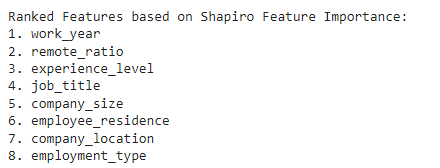 Ranked Features based on Shapiro Feature Importance:
1. work_year
2. remote_ratio
3. experience_level
4. job_title
5. company_size
6. employee_residence
7. company_location
8. employment_type